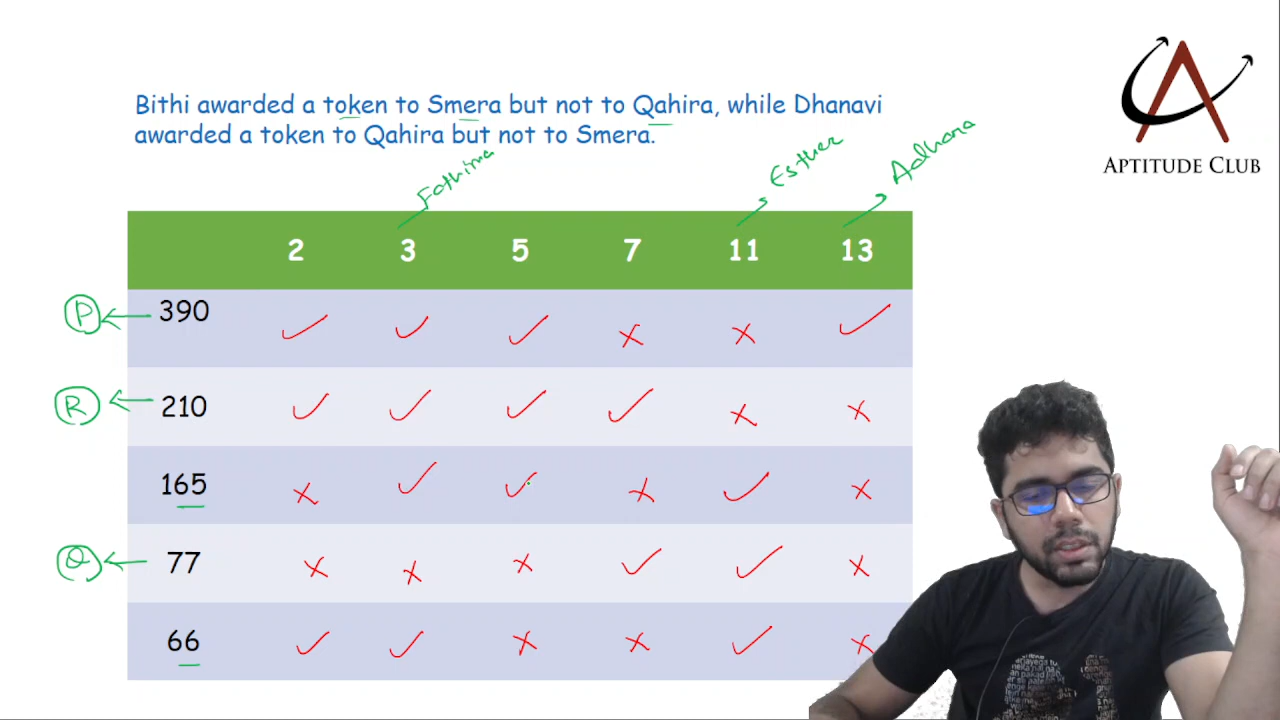 Bithi awarded a token to Smera but not to Qahira, while Dhanavi
awarded a token to Qahira but not to Smera.
APTITUDE CLUB
Fathima
Esther
Adhara
2 3 5 7 11 13
P 390
R 210
165
Q 77
66